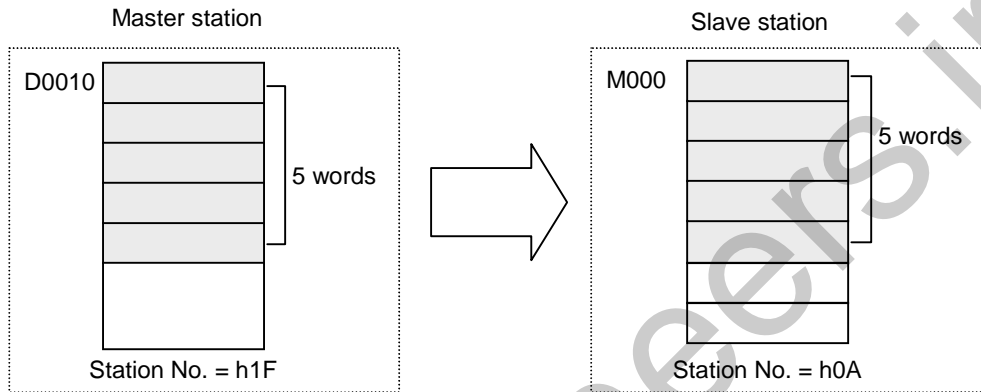 Master station
D0010
5 words
Station No. = h1F
Slave station
M000
5 words
Station No. = h0A